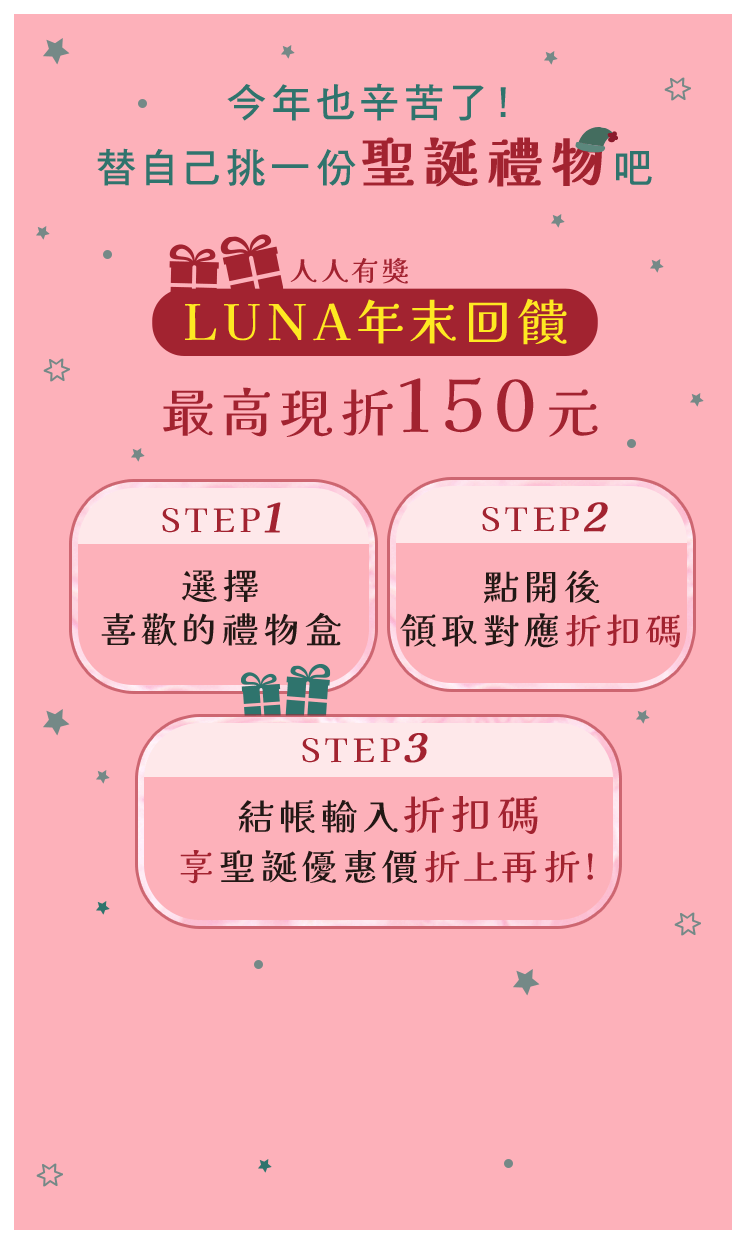 今年也辛苦了!
替自己挑一份聖誕禮物吧
人人有獎
LUNA年末回饋
最高現折150元
STEP1
選擇
喜歡的禮物盒
STEP2
點開後
領取對應折扣碼
STEP3
結帳輸入折扣碼
享聖誕優惠價折上再折!